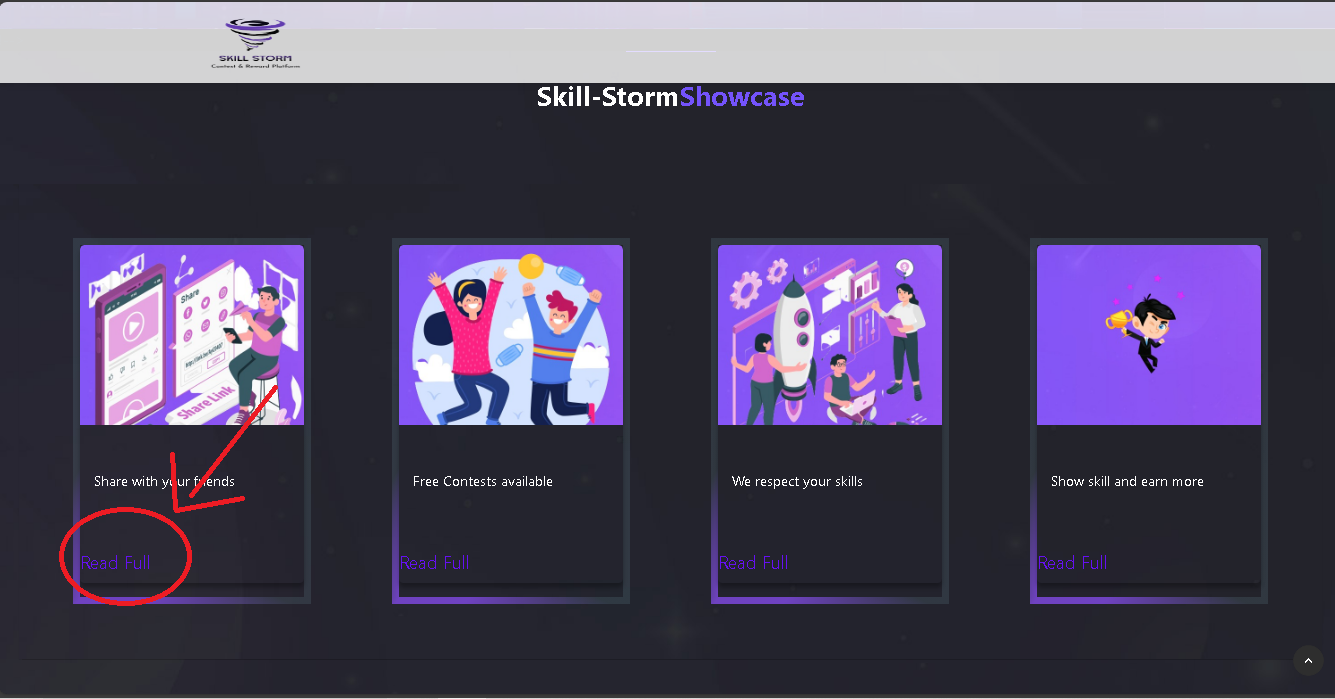 SKILL STORM
Contest & Reward Platform
Skill-StormShowcase
Share
Share Link
Share with your friends
Free Contests available
We respect your skills
Show skill and earn more
Read Full
Read Full
Read Full
Read Full